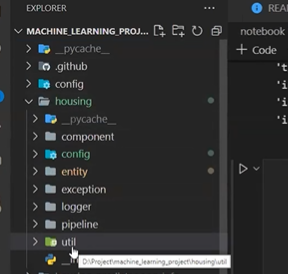 EXPLORER
MACHINE_LEARNING_PROJ...
__pycache__
.github
config
housing
__pycache__
component
config
entity
exception
logger
pipeline
util
D:\Project\machine_learning_project\housing\util
READ
notebook
+ Code
't
'i
'i
'i